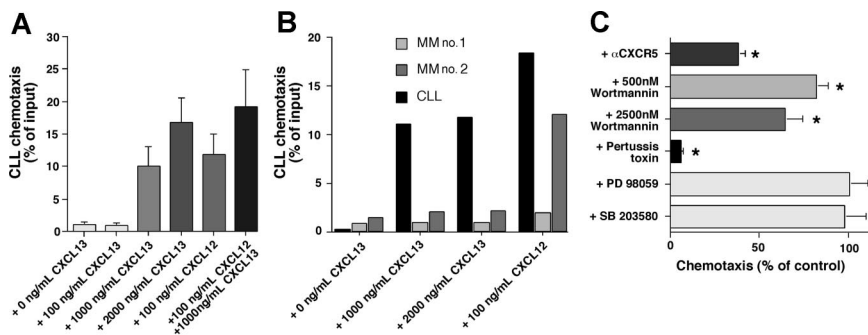 A
CLL chemotaxis
(% of input)
30
25
20
15
10
5
0
+ 0 ng/mL CXCL13
+ 100 ng/mL CXCL13
+ 1000 ng/mL CXCL13
+ 2000 ng/mL CXCL13
+ 100 ng/mL CXCL12
+100 ng/mL CXCL12
+1000ng/mL CXCL13
B
CLL chemotaxis
(% of input)
20
15
10
5
0
MM no. 1
MM no. 2
CLL
+ 0 ng/mL CXCL13
+ 1000 ng/mL CXCL13
+ 2000 ng/mL CXCL13
+ 100 ng/mL CXCL12
C
+ αCXCR5
*
+ 500nM
Wortmannin
*
+ 2500nM
Wortmannin
*
+ Pertussis
toxin
*
+ PD 98059
+ SB 203580
0 50 100
Chemotaxis (% of control)